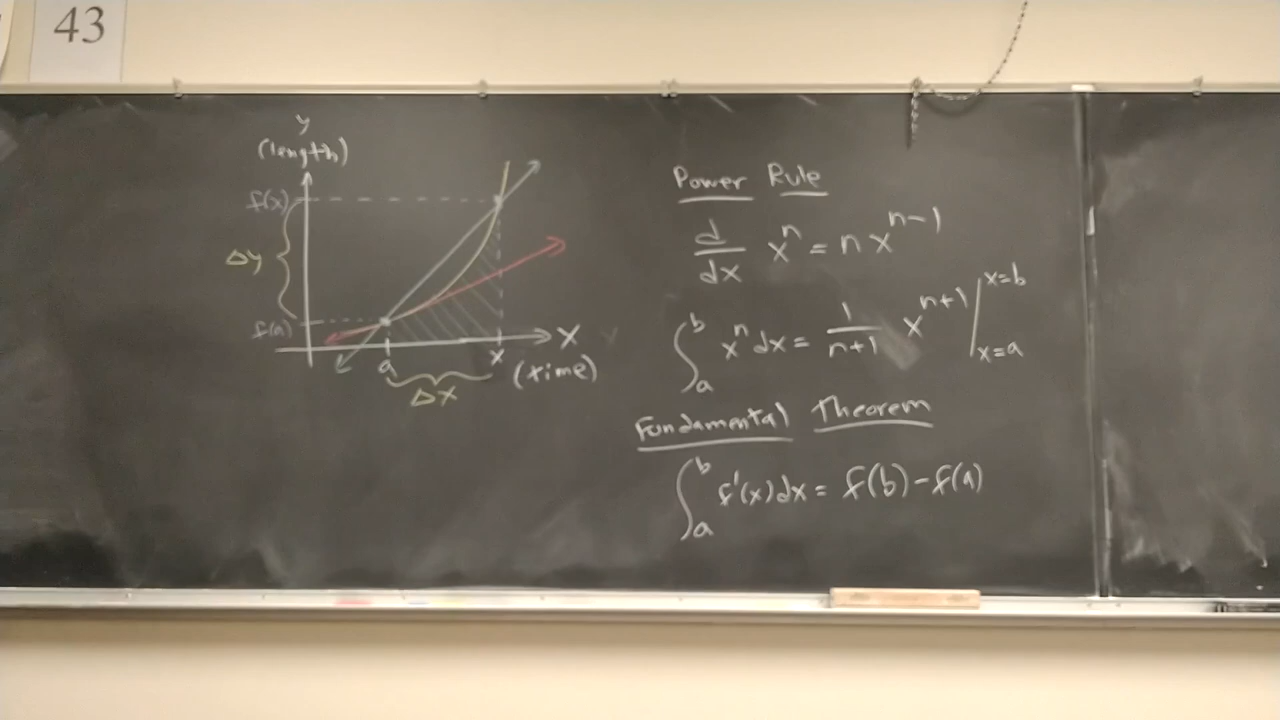 43
y
(length)
f(x)
Δy
f(a)
a
x
X
(time)
Δx
Power Rule
d/dx x^n = n x^{n-1}
∫_a^b x^n dx = 1/(n+1) x^{n+1} |_{x=a}^{x=b}
Fundamental Theorem
∫_a^b f'(x) dx = f(b) - f(a)